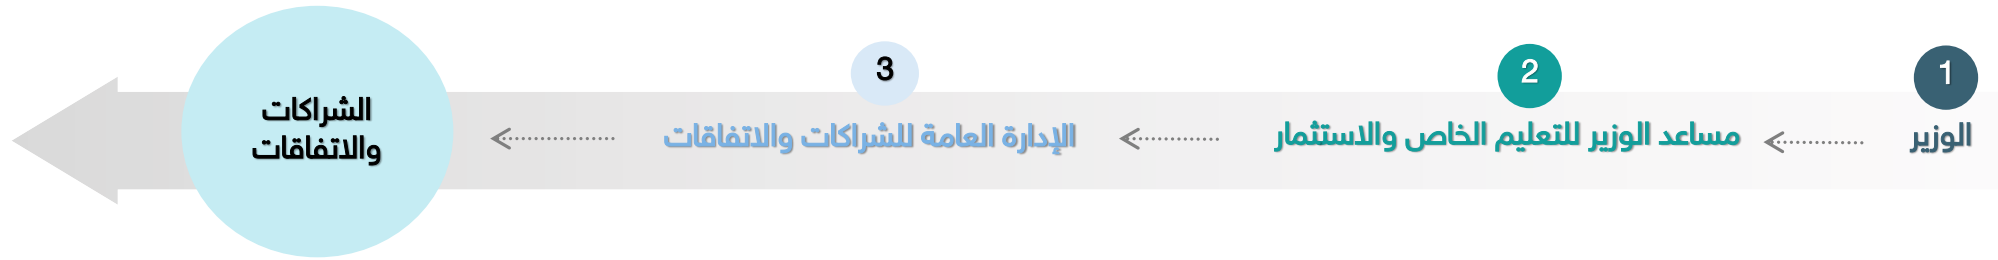 1
الوزير
2
مساعد الوزير للتعليم الخاص والاستثمار
3
الإدارة العامة للشراكات والاتفاقات
الشراكات
والاتفاقات